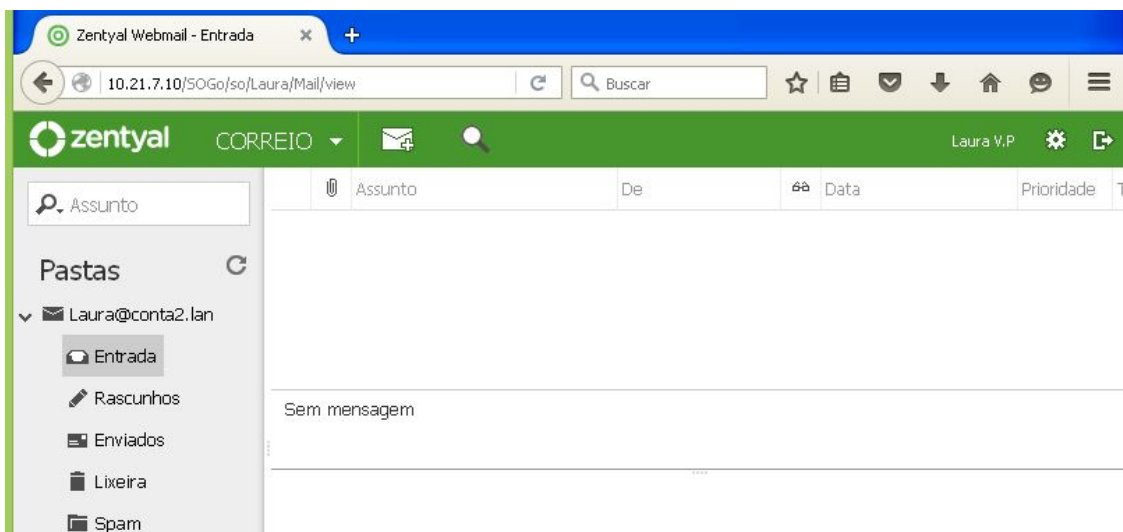 Zentyal Webmail - Entrada
10.21.7.10/SOGo/so/Laura/Mail/view
Buscar
zentyal CORREIO Laura V.P
Assunto
Assunto De Data Prioridade T
Pastas
Laura@conta2.lan
Entrada
Rascunhos
Sem mensagem
Enviados
Lixeira
Spam